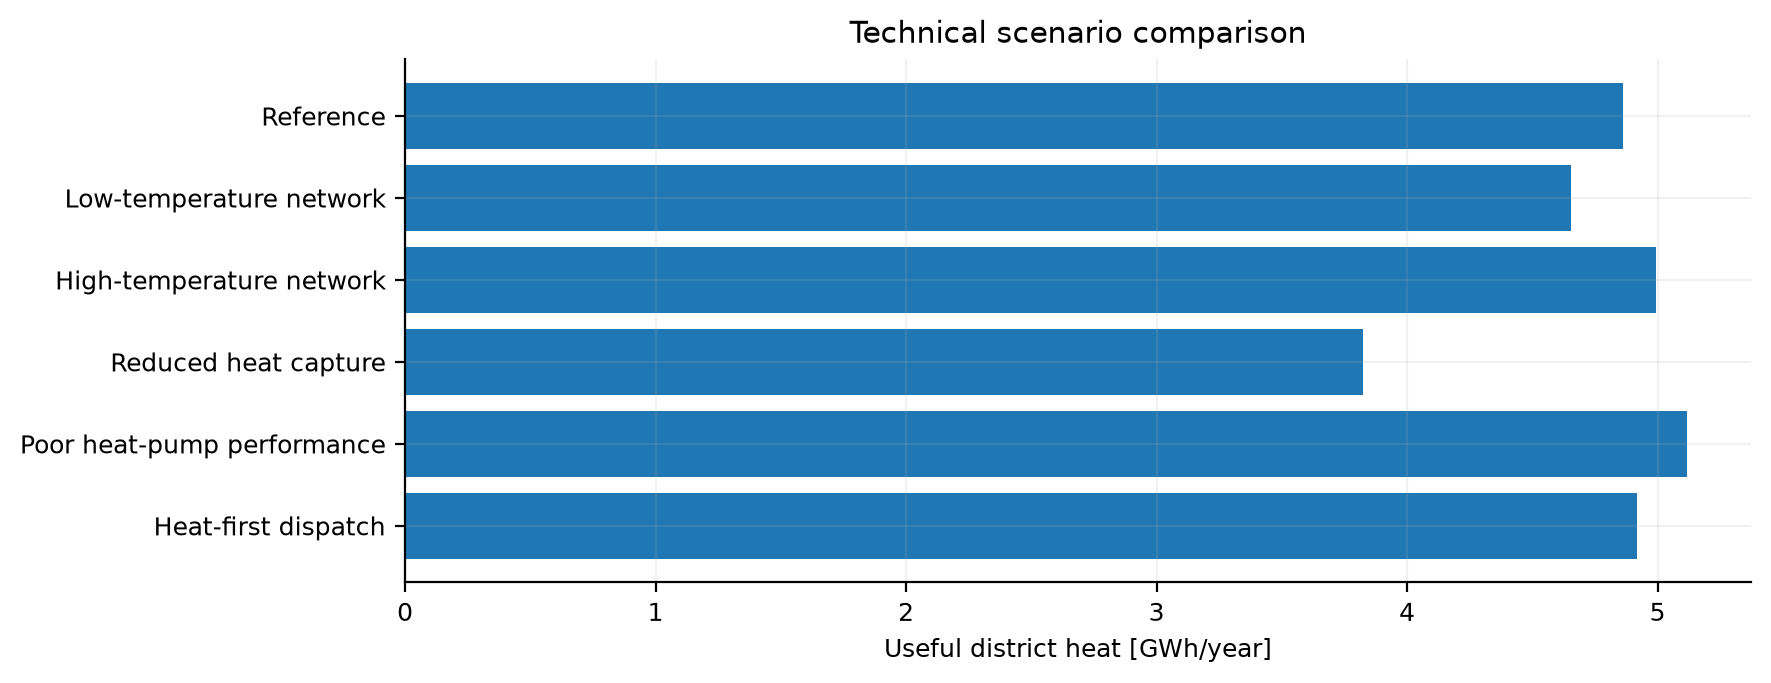 Technical scenario comparison
Reference
Low-temperature network
High-temperature network
Reduced heat capture
Poor heat-pump performance
Heat-first dispatch
0 1 2 3 4 5
Useful district heat [GWh/year]